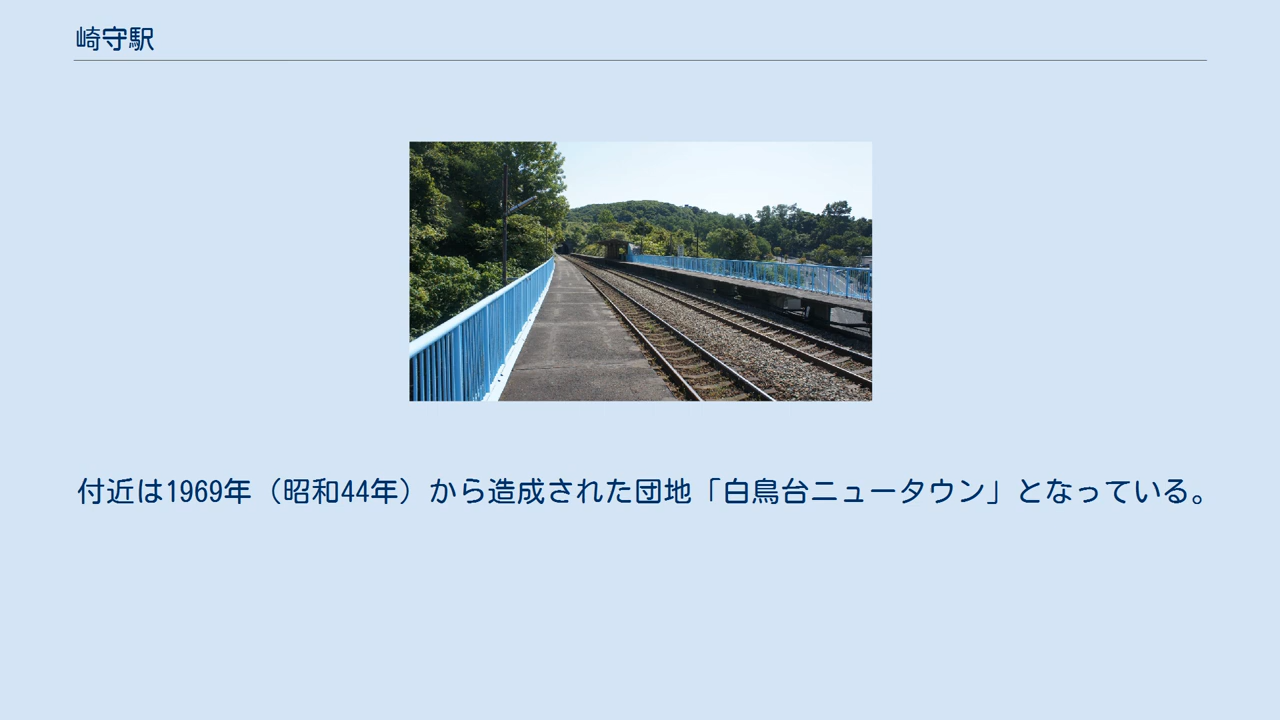 崎守駅
付近は1969年（昭和44年）から造成された団地「白鳥台ニュータウン」となっている。